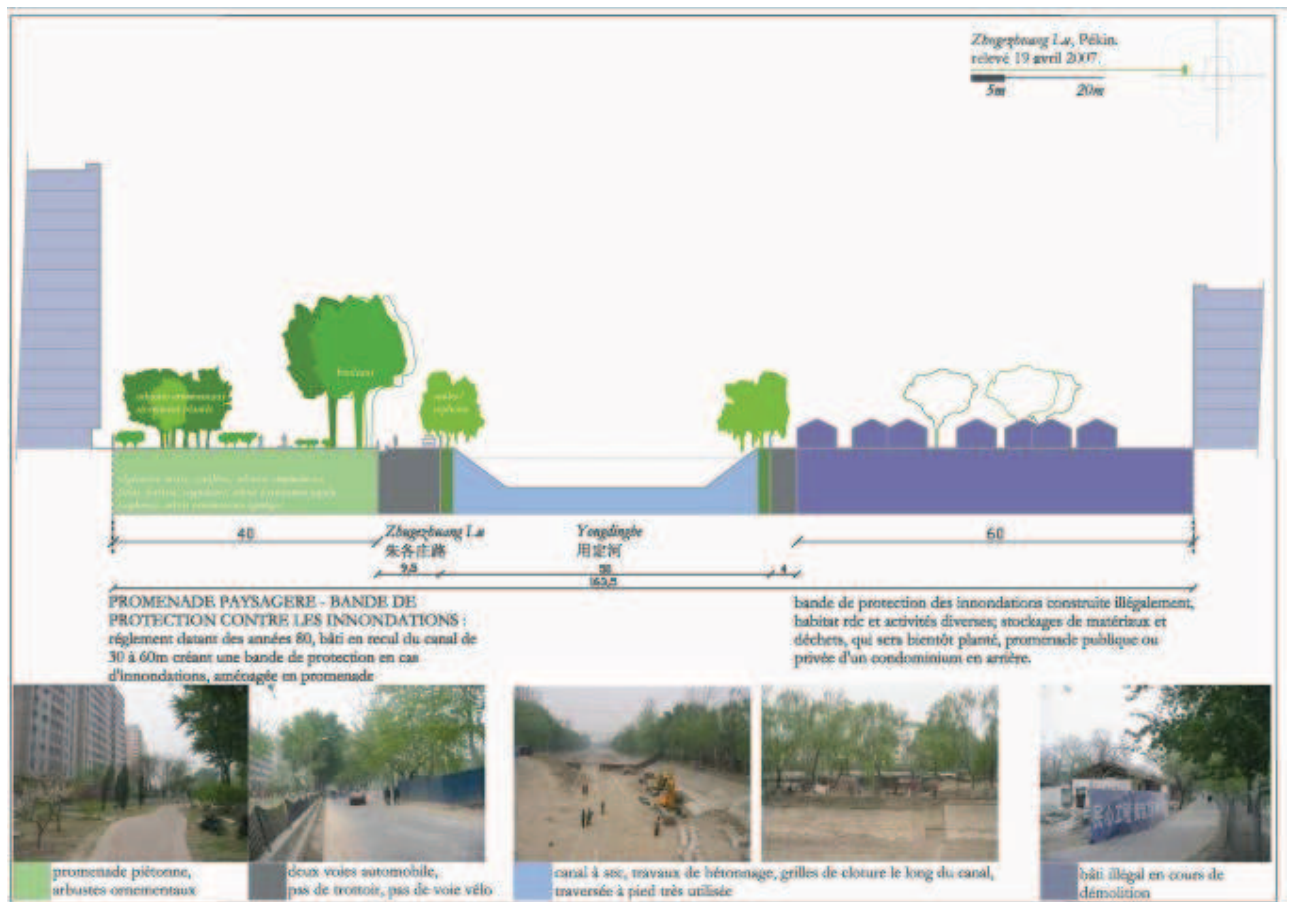 Zhugezhuang Lu, Pékin.
relevé 19 avril 2007.
5m 20m
40
Zhugezhuang Lu
朱各庄路
Yongdinghe
用定河
60
9,5
50
4
163,5
PROMENADE PAYSAGERE - BANDE DE
PROTECTION CONTRE LES INNONDATIONS :
réglement datant des années 80, bâti en recul du canal de
30 à 60m créant une bande de protection en cas
d'innondations, aménagée en promenade
bande de protection des innondations construite illégalement,
habitat rdc et activités diverses; stockages de matériaux et
déchets, qui sera bientôt planté, promenade publique ou
privée d'un condominium en arrière.
promenade piétonne,
arbustes ornementaux
deux voies automobile,
pas de trottoir, pas de voie vélo
canal à sec, travaux de bétonnage, grilles de cloture le long du canal,
traversée à pied très utilisée
bâti illégal en cours de
démolition